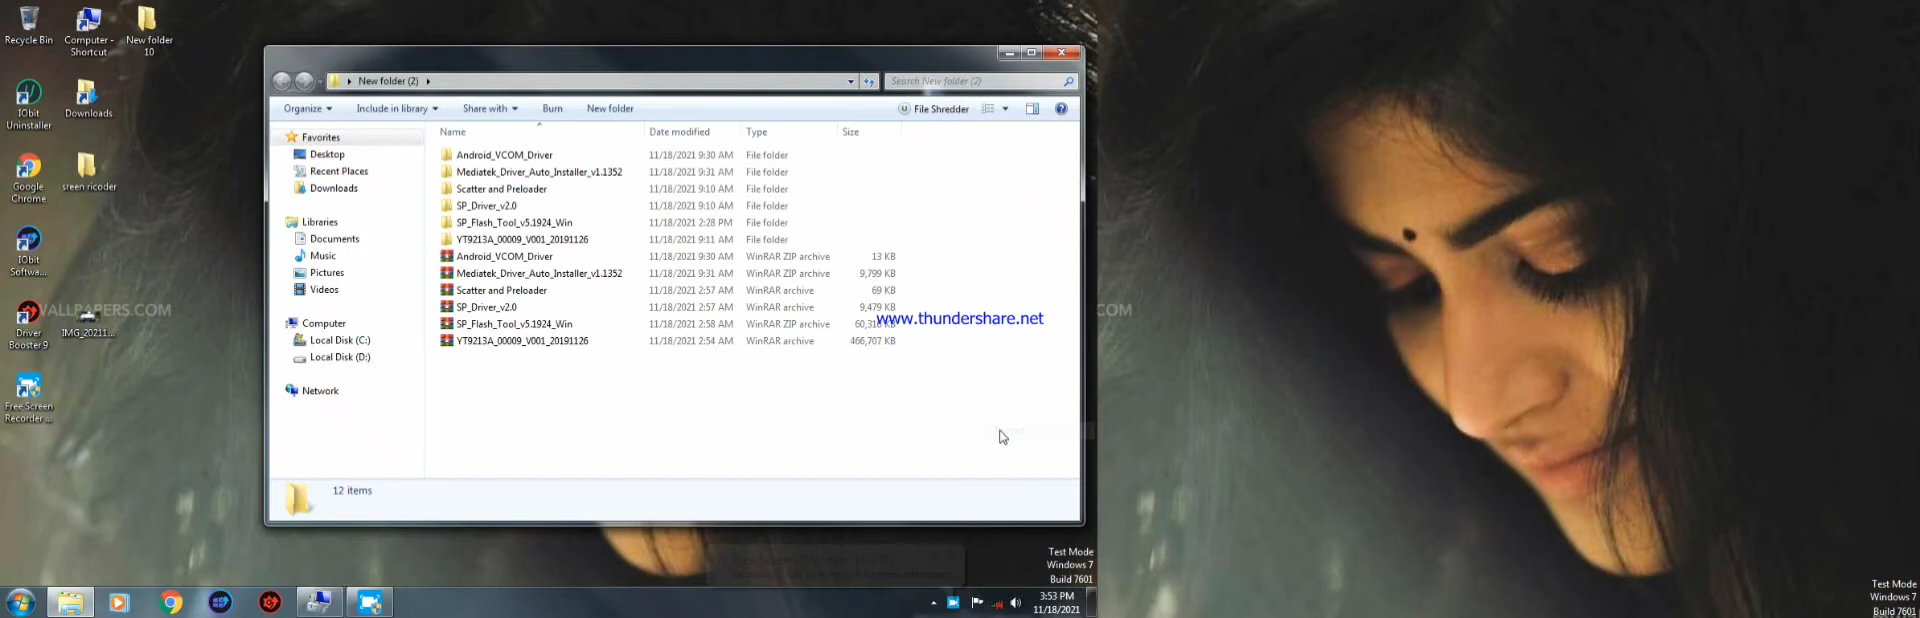 Recycle Bin
Computer -
Shortcut
New folder
10
IObit
Uninstaller
Downloads
Google
Chrome
sreen ricoder
IObit
Softwa...
Driver
Booster 9
IMG_20211...
Free Screen
Recorder ...
WALLPAPERS.COM
New folder (2)
Search New folder (2)
Organize
Include in library
Share with
Burn
New folder
File Shredder
Favorites
Desktop
Recent Places
Downloads
Libraries
Documents
Music
Pictures
Videos
Computer
Local Disk (C:)
Local Disk (D:)
Network
Name Date modified Type Size
Android_VCOM_Driver 11/18/2021 9:30 AM File folder
Mediatek_Driver_Auto_Installer_v1.1352 11/18/2021 9:31 AM File folder
Scatter and Preloader 11/18/2021 9:10 AM File folder
SP_Driver_v2.0 11/18/2021 9:10 AM File folder
SP_Flash_Tool_v5.1924_Win 11/18/2021 2:28 PM File folder
YT9213A_00009_V001_20191126 11/18/2021 9:11 AM File folder
Android_VCOM_Driver 11/18/2021 9:30 AM WinRAR ZIP archive 13 KB
Mediatek_Driver_Auto_Installer_v1.1352 11/18/2021 9:31 AM WinRAR ZIP archive 9,799 KB
Scatter and Preloader 11/18/2021 2:57 AM WinRAR archive 69 KB
SP_Driver_v2.0 11/18/2021 2:57 AM WinRAR archive 9,479 KB
SP_Flash_Tool_v5.1924_Win 11/18/2021 2:58 AM WinRAR ZIP archive KB
YT9213A_00009_V001_20191126 11/18/2021 2:54 AM WinRAR archive 466,707 KB
www.thundershare.net
12 items
COM
Test Mode
Windows 7
Build 7601
3:53 PM
11/18/2021
Test Mode
Windows 7
Build 7601